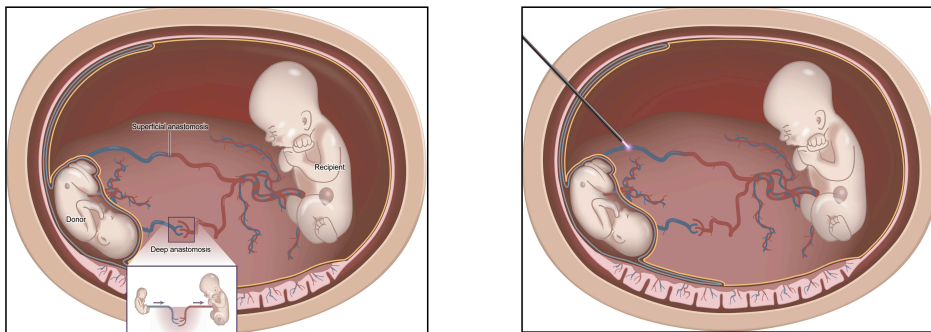 Superficial anastomosis
Recipient
Donor
Deep anastomosis